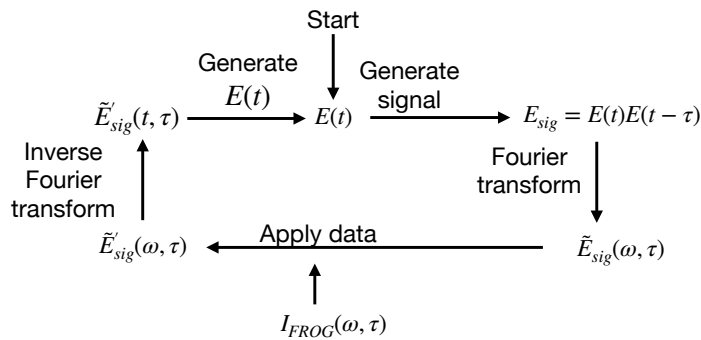 Start
Generate
E(t)
Generate
signal
Ẽ′sig(t, τ)
E(t)
Esig = E(t)E(t − τ)
Inverse
Fourier
transform
Fourier
transform
Ẽ′sig(ω, τ)
Apply data
Ẽsig(ω, τ)
IFROG(ω, τ)